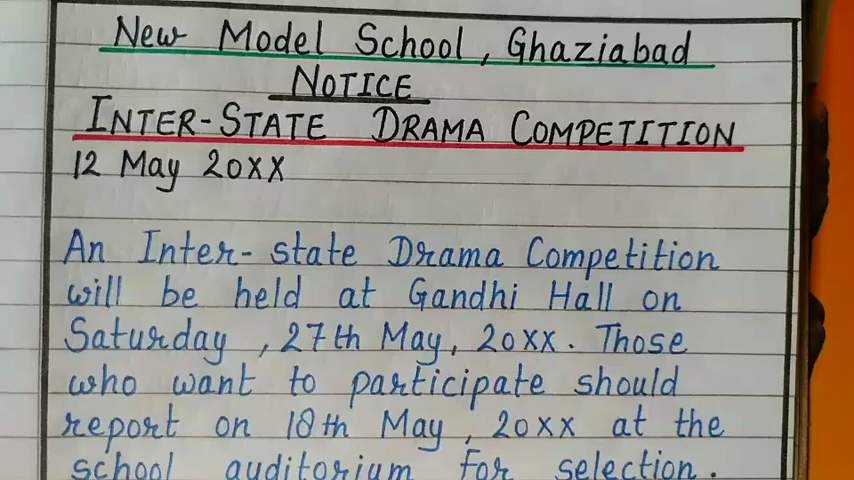 New Model School, Ghaziabad
NOTICE
INTER-STATE DRAMA COMPETITION
12 May 20XX
An Inter-state Drama Competition
will be held at Gandhi Hall on
Saturday, 27th May, 20XX. Those
who want to participate should
report on 18th May, 20XX at the
school auditorium for selection.